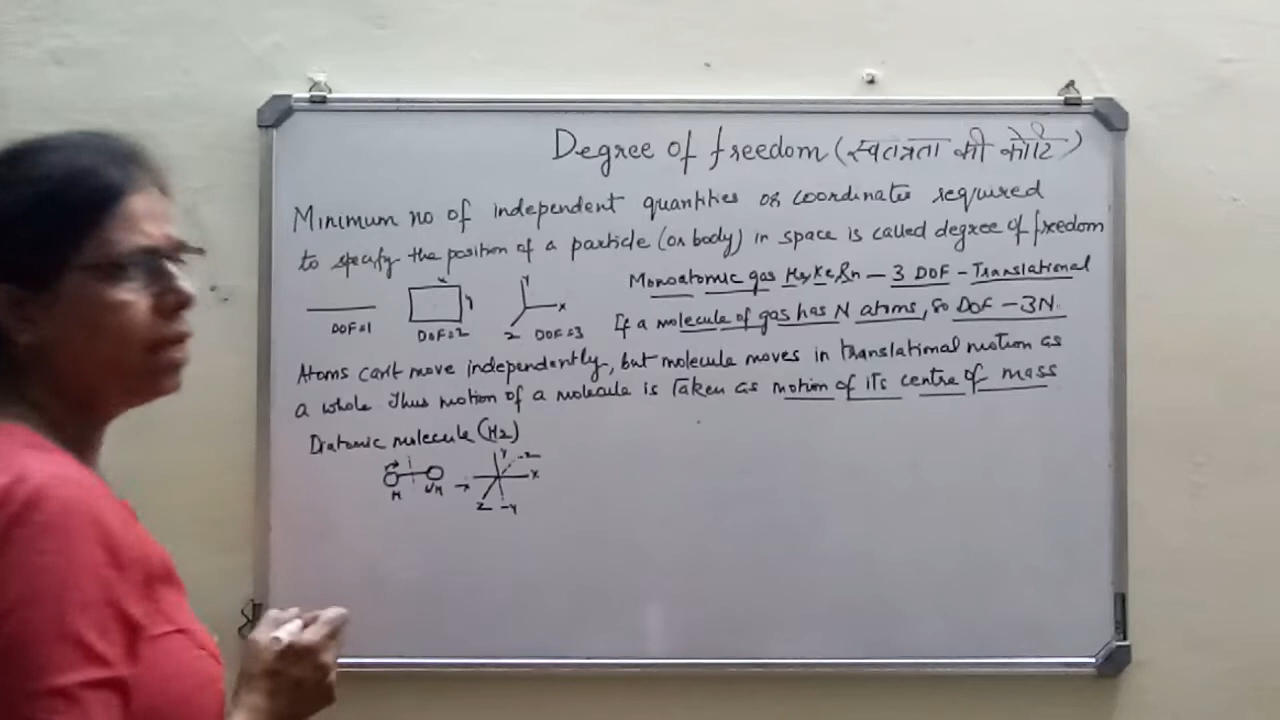 Degree of freedom (स्वतंत्रता की कोटि)
Minimum no of independent quantities or coordinates required
to specify the position of a particle (or body) in space is called degree of freedom
Monoatomic gas Kr, Rn – 3 DOF – Translational
x
y
DOF=1
DOF=2
Y
X
Z
DOF=3
If a molecule of gas has N atoms, so DOF – 3N.
Atoms can't move independently, but molecule moves in translational motion as
a whole Thus motion of a molecule is Taken as motion of its centre of mass
Diatomic molecule (H2)
H
H
Y
-Z
-X
X
Z
-Y